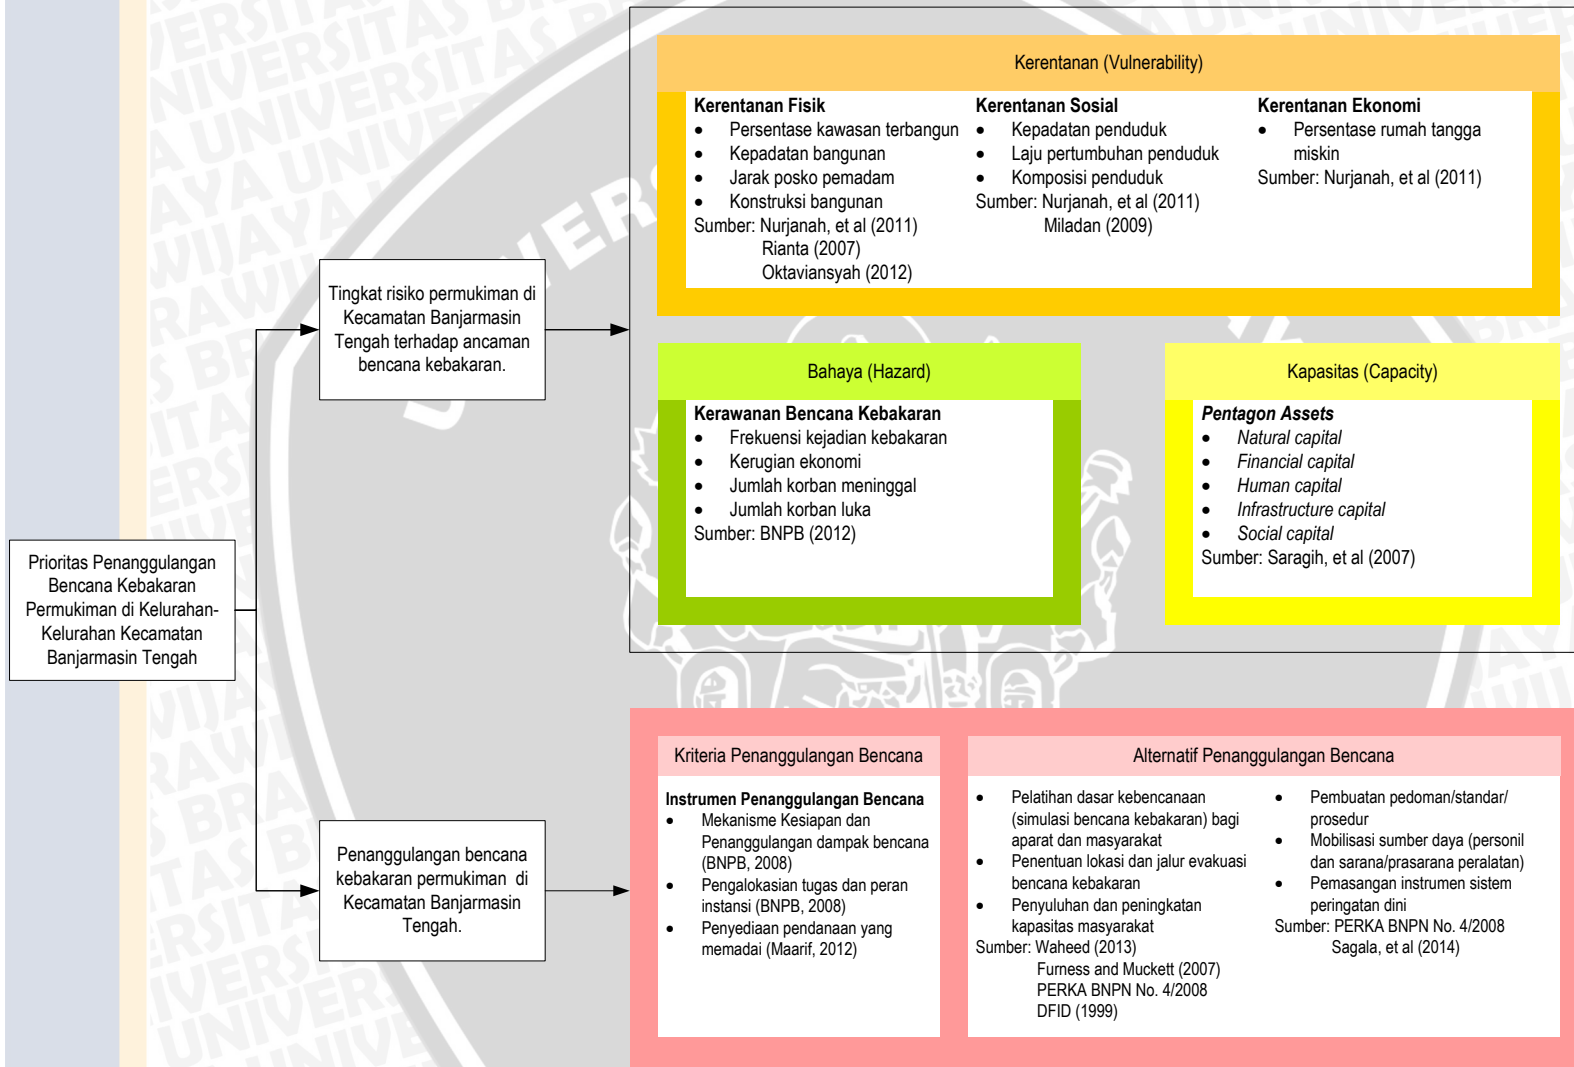 Prioritas Penanggulangan
Bencana Kebakaran
Permukiman di Kelurahan-
Kelurahan Kecamatan
Banjarmasin Tengah
Tingkat risiko permukiman di
Kecamatan Banjarmasin
Tengah terhadap ancaman
bencana kebakaran.
Kerentanan (Vulnerability)
Kerentanan Fisik
• Persentase kawasan terbangun
• Kepadatan bangunan
• Jarak posko pemadam
• Konstruksi bangunan
Sumber: Nurjanah, et al (2011)
Rianta (2007)
Oktaviansyah (2012)
Kerentanan Sosial
• Kepadatan penduduk
• Laju pertumbuhan penduduk
• Komposisi penduduk
Sumber: Nurjanah, et al (2011)
Miladan (2009)
Kerentanan Ekonomi
• Persentase rumah tangga
miskin
Sumber: Nurjanah, et al (2011)
Bahaya (Hazard)
Kerawanan Bencana Kebakaran
• Frekuensi kejadian kebakaran
• Kerugian ekonomi
• Jumlah korban meninggal
• Jumlah korban luka
Sumber: BNPB (2012)
Kapasitas (Capacity)
Pentagon Assets
• Natural capital
• Financial capital
• Human capital
• Infrastructure capital
• Social capital
Sumber: Saragih, et al (2007)
Penanggulangan bencana
kebakaran permukiman di
Kecamatan Banjarmasin
Tengah.
Kriteria Penanggulangan Bencana
Instrumen Penanggulangan Bencana
• Mekanisme Kesiapan dan
Penanggulangan dampak bencana
(BNPB, 2008)
• Pengalokasian tugas dan peran
instansi (BNPB, 2008)
• Penyediaan pendanaan yang
memadai (Maarif, 2012)
Alternatif Penanggulangan Bencana
• Pelatihan dasar kebencanaan
(simulasi bencana kebakaran) bagi
aparat dan masyarakat
• Penentuan lokasi dan jalur evakuasi
bencana kebakaran
• Penyuluhan dan peningkatan
kapasitas masyarakat
Sumber: Waheed (2013)
Furness and Muckett (2007)
PERKA BNPN No. 4/2008
DFID (1999)
• Pembuatan pedoman/standar/
prosedur
• Mobilisasi sumber daya (personil
dan sarana/prasarana peralatan)
• Pemasangan instrumen sistem
peringatan dini
Sumber: PERKA BNPN No. 4/2008
Sagala, et al (2014)